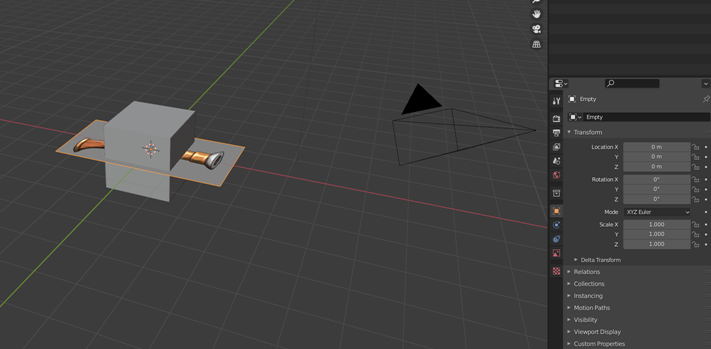 Empty
Empty
Transform
Location X 0 m
Y 0 m
Z 0 m
Rotation X 0°
Y 0°
Z 0°
Mode XYZ Euler
Scale X 1.000
Y 1.000
Z 1.000
Delta Transform
Relations
Collections
Instancing
Motion Paths
Visibility
Viewport Display
Custom Properties